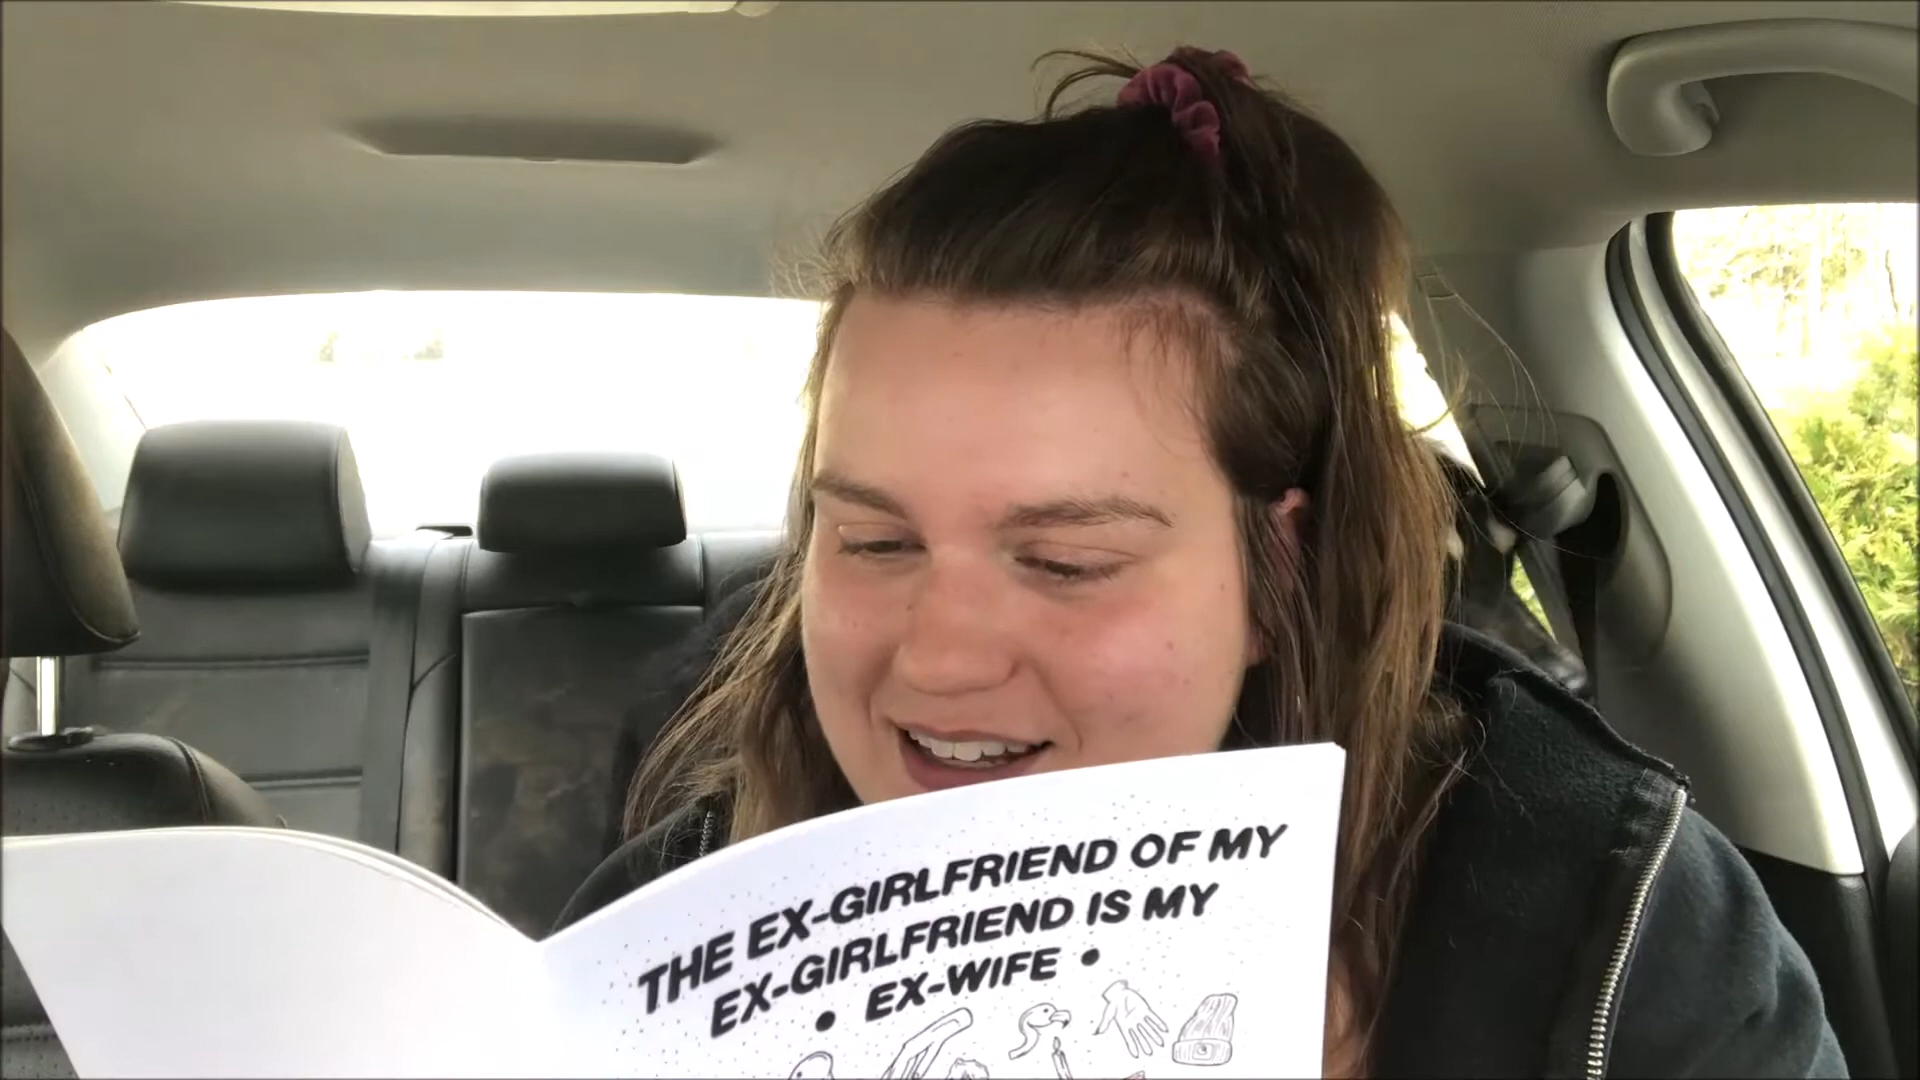 THE EX-GIRLFRIEND OF MY
EX-GIRLFRIEND IS MY
• EX-WIFE •